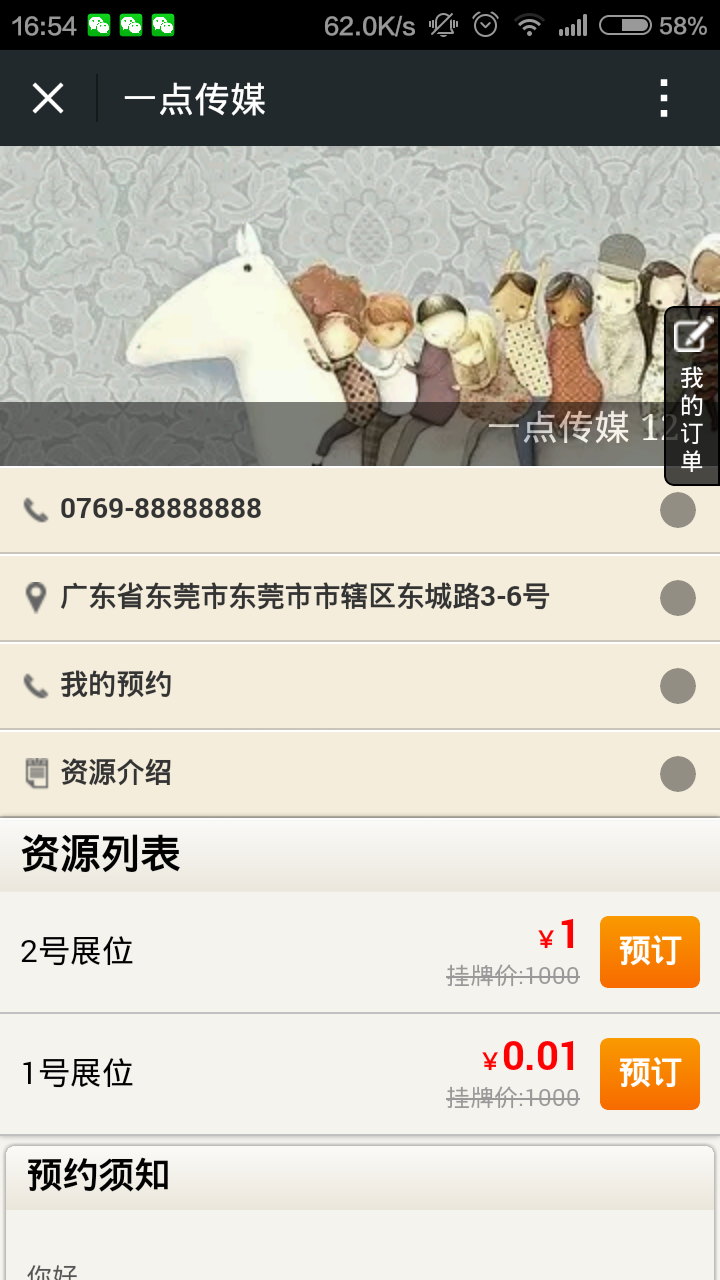 16:54
62.0K/s
58%
一点传媒
一点传媒 12
我的订单
0769-88888888
广东省东莞市东莞市市辖区东城路3-6号
我的预约
资源介绍
资源列表
2号展位
¥1
挂牌价:1000
预订
1号展位
¥0.01
挂牌价:1000
预订
预约须知
你好